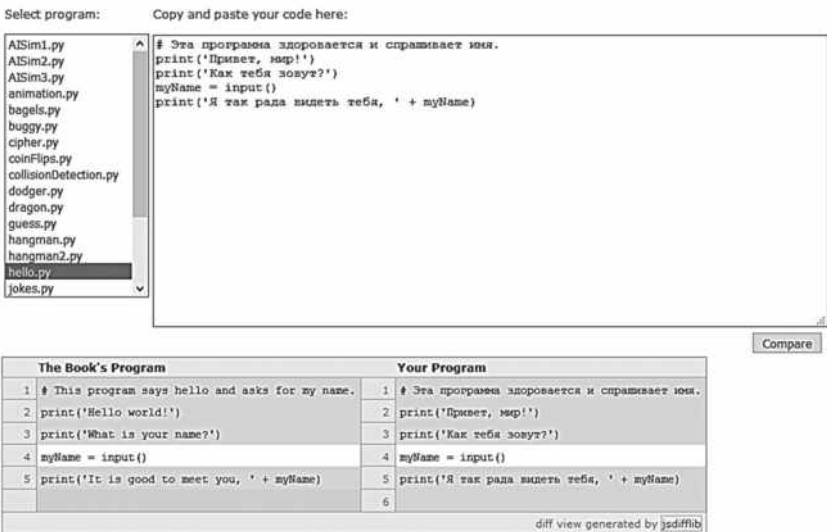 Select program:
Copy and paste your code here:
AISim1.py
AISim2.py
AISim3.py
animation.py
bagels.py
buggy.py
cipher.py
coinFlips.py
collisionDetection.py
dodger.py
dragon.py
guess.py
hangman.py
hangman2.py
hello.py
jokes.py
# Эта программа здоровается и спрашивает имя.
print('Привет, мир!')
print('Как тебя зовут?')
myName = input()
print('Я так рада видеть тебя, ' + myName)
Compare
The Book's Program
1 # This program says hello and asks for my name.
2 print('Hello world!')
3 print('What is your name?')
4 myName = input()
5 print('It is good to meet you, ' + myName)
Your Program
1 # Эта программа здоровается и спрашивает имя.
2 print('Привет, мир!')
3 print('Как тебя зовут?')
4 myName = input()
5 print('Я так рада видеть тебя, ' + myName)
6
diff view generated by jsdifflib